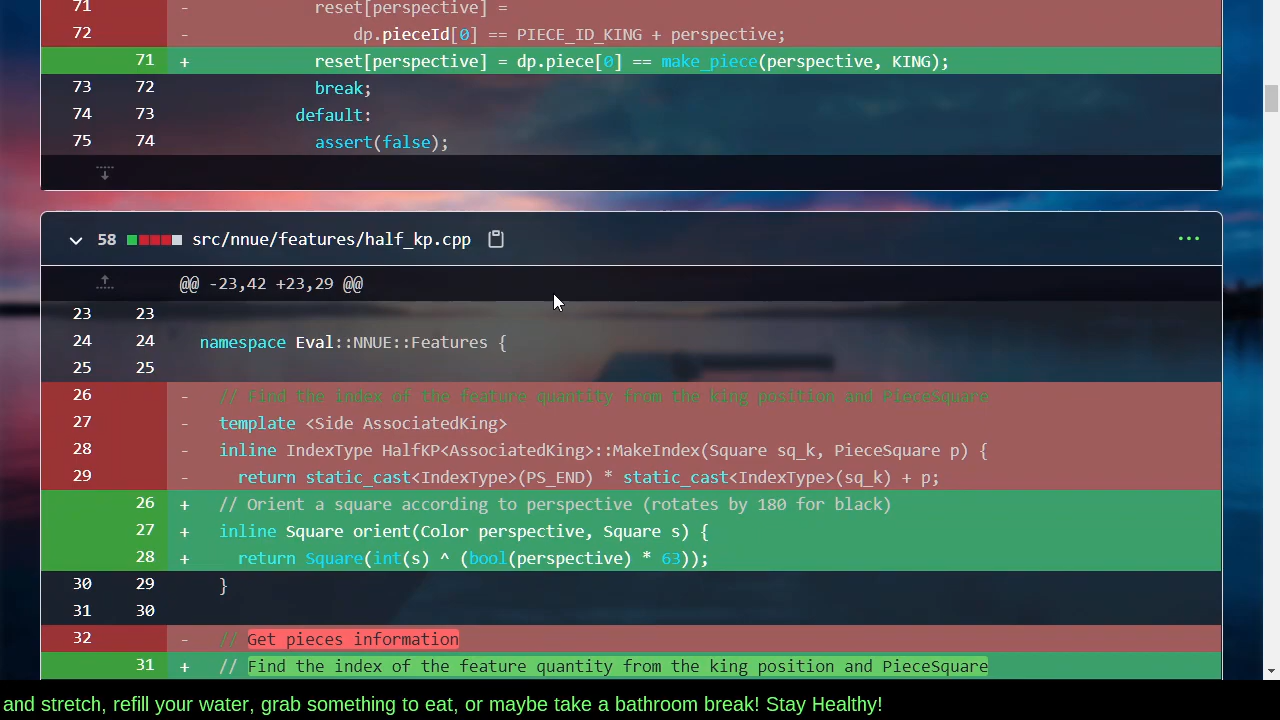 71 - reset[perspective] =
72 - dp.pieceId[0] == PIECE_ID_KING + perspective;
71 + reset[perspective] = dp.piece[0] == make_piece(perspective, KING);
73 72 break;
74 73 default:
75 74 assert(false);
58 src/nnue/features/half_kp.cpp
@@ -23,42 +23,29 @@
23 23
24 24 namespace Eval::NNUE::Features {
25 25
26 - // Find the index of the feature quantity from the king position and PieceSquare
27 - template <Side AssociatedKing>
28 - inline IndexType HalfKP<AssociatedKing>::MakeIndex(Square sq_k, PieceSquare p) {
29 - return static_cast<IndexType>(PS_END) * static_cast<IndexType>(sq_k) + p;
26 + // Orient a square according to perspective (rotates by 180 for black)
27 + inline Square orient(Color perspective, Square s) {
28 + return Square(int(s) ^ (bool(perspective) * 63));
30 29 }
31 30
32 - // Get pieces information
31 + // Find the index of the feature quantity from the king position and PieceSquare
and stretch, refill your water, grab something to eat, or maybe take a bathroom break! Stay Healthy!